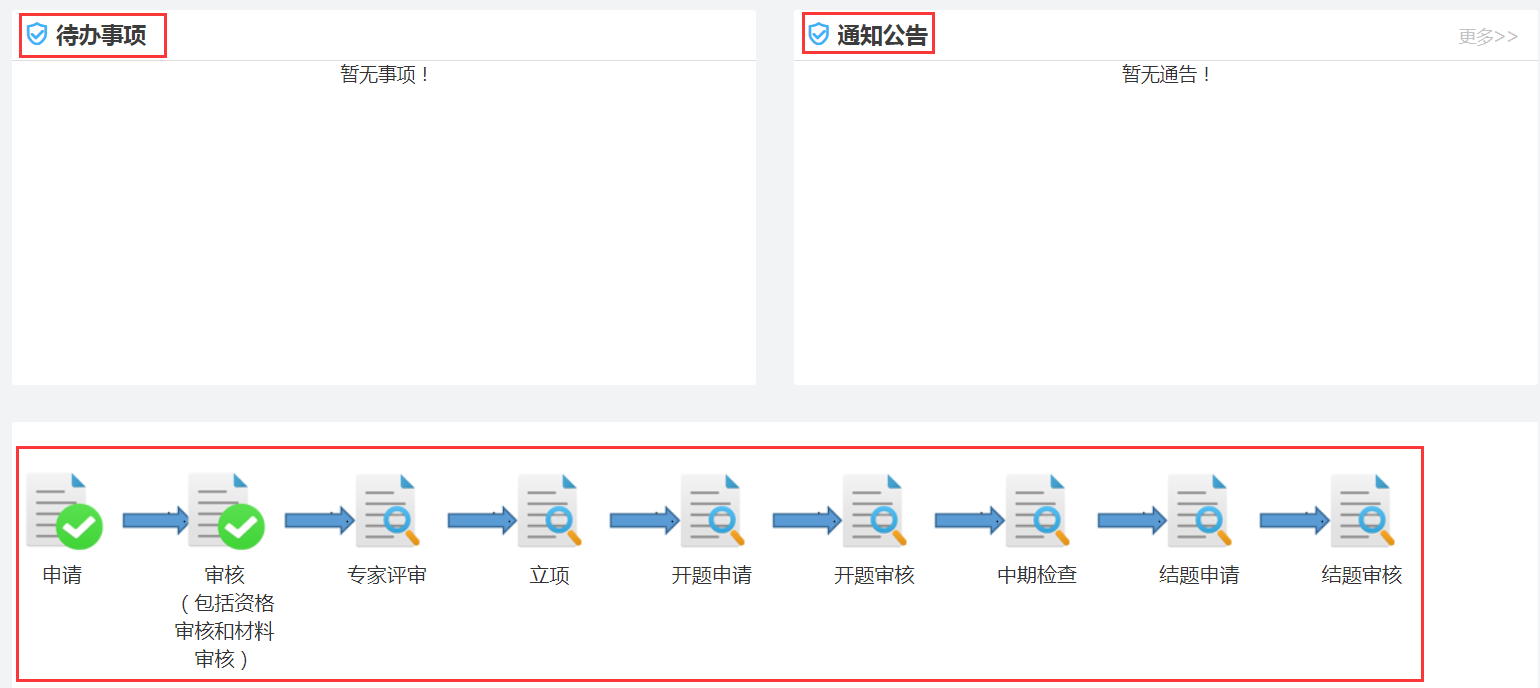 待办事项
暂无事项！
通知公告
更多>>
暂无通告！
申请
审核
（包括资格
审核和材料
审核）
专家评审
立项
开题申请
开题审核
中期检查
结题申请
结题审核